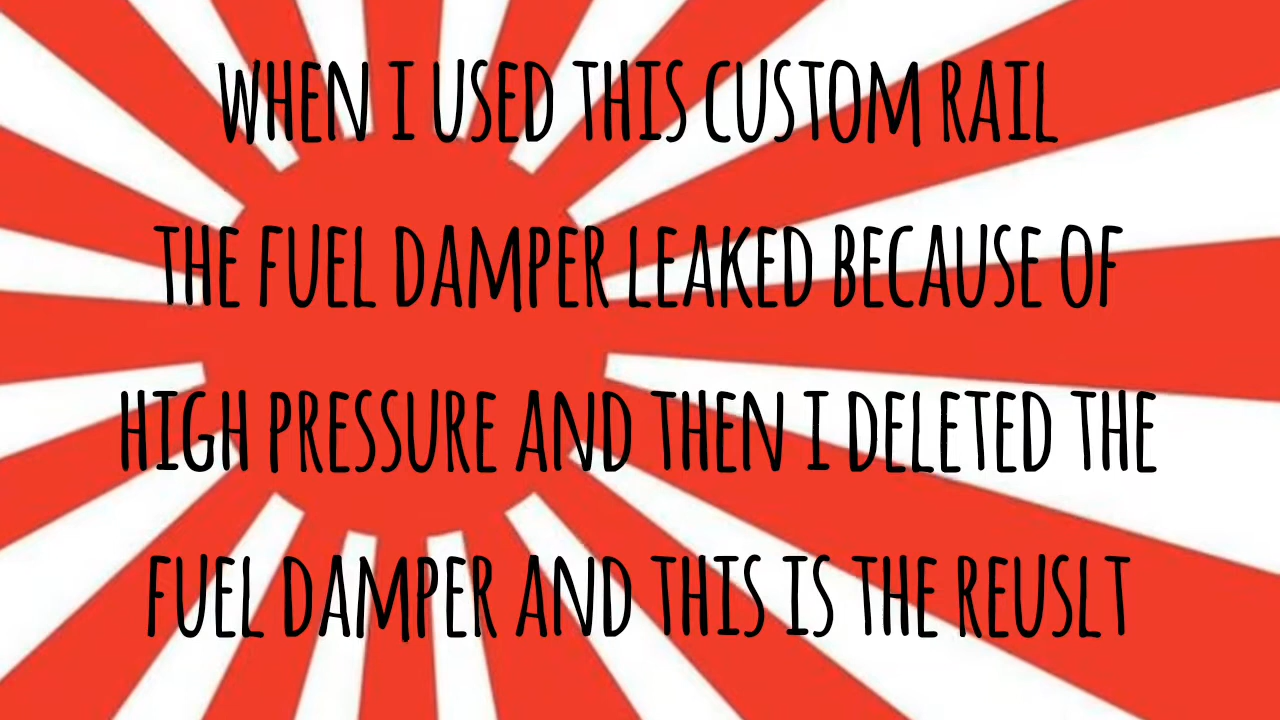 WHEN I USED THIS CUSTOM RAIL
THE FUEL DAMPER LEAKED BECAUSE OF
HIGH PRESSURE AND THEN I DELETED THE
FUEL DAMPER AND THIS IS THE REUSLT